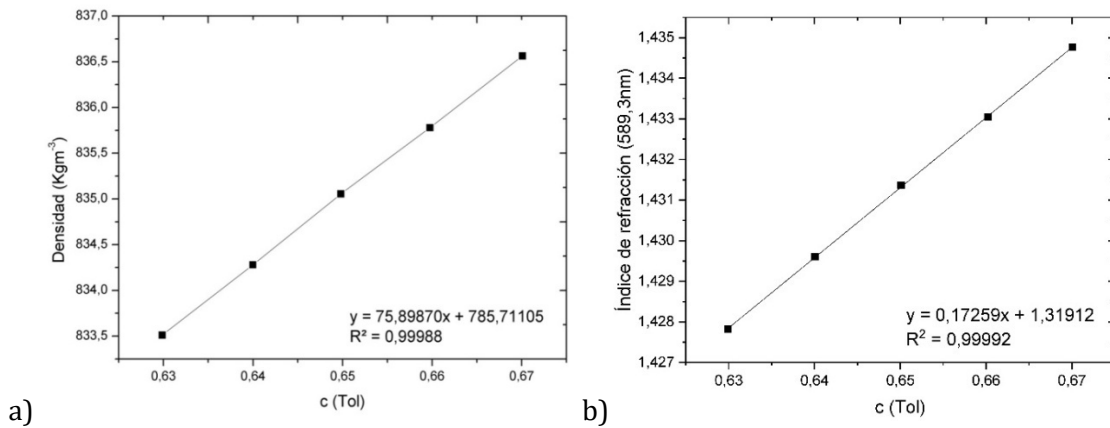 837,0
836,5
836,0
835,5
835,0
834,5
834,0
833,5
Densidad (Kgm⁻³)
y = 75,89870x + 785,71105
R² = 0,99988
0,63 0,64 0,65 0,66 0,67
c (Tol)
a)
1,435
1,434
1,433
1,432
1,431
1,430
1,429
1,428
1,427
Índice de refracción (589,3nm)
y = 0,17259x + 1,31912
R² = 0,99992
0,63 0,64 0,65 0,66 0,67
c (Tol)
b)